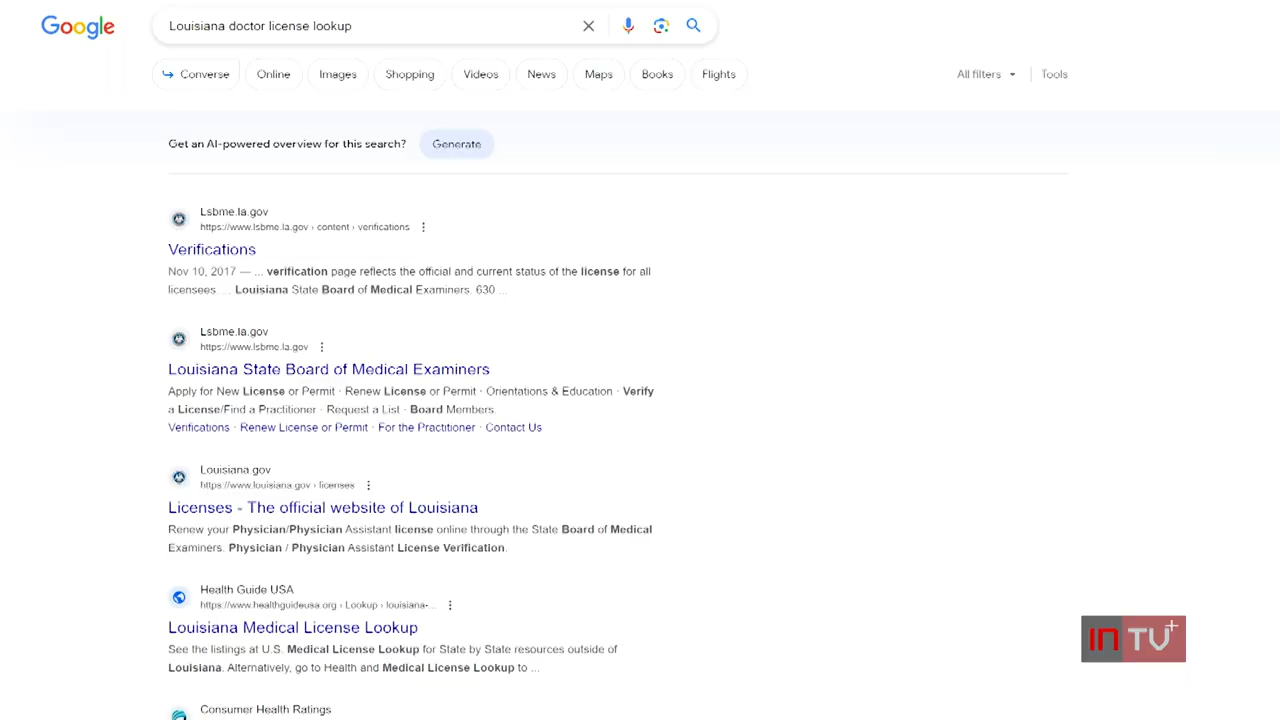 Google
Louisiana doctor license lookup
Converse
Online
Images
Shopping
Videos
News
Maps
Books
Flights
All filters
Tools
Get an AI-powered overview for this search?
Generate
Lsbme.la.gov
https://www.lsbme.la.gov › content › verifications
Verifications
Nov 10, 2017 — ... verification page reflects the official and current status of the license for all
licensees. ... Louisiana State Board of Medical Examiners. 630 ...
Lsbme.la.gov
https://www.lsbme.la.gov
Louisiana State Board of Medical Examiners
Apply for New License or Permit · Renew License or Permit · Orientations & Education · Verify
a License/Find a Practitioner · Request a List · Board Members.
Verifications · Renew License or Permit · For the Practitioner · Contact Us
Louisiana.gov
https://www.louisiana.gov › licenses
Licenses - The official website of Louisiana
Renew your Physician/Physician Assistant license online through the State Board of Medical
Examiners. Physician / Physician Assistant License Verification.
Health Guide USA
https://www.healthguideusa.org › Lookup › louisiana-...
Louisiana Medical License Lookup
See the listings at U.S. Medical License Lookup for State by State resources outside of
Louisiana. Alternatively, go to Health and Medical License Lookup to ...
Consumer Health Ratings
IN TV+